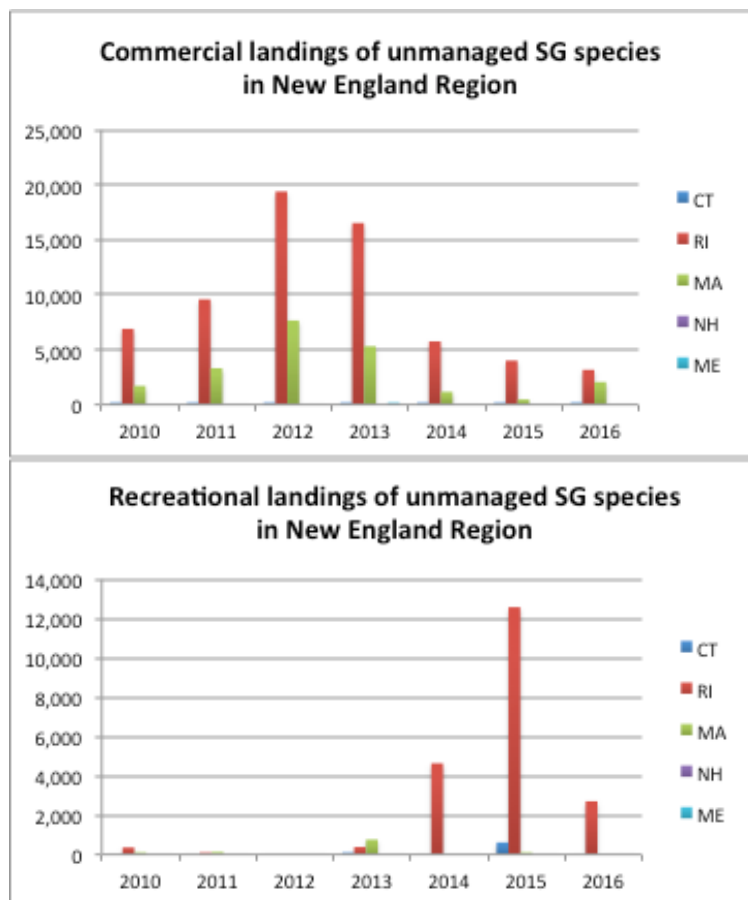 Commercial landings of unmanaged SG species
in New England Region
25,000
20,000
15,000
10,000
5,000
0
2010 2011 2012 2013 2014 2015 2016
CT
RI
MA
NH
ME
Recreational landings of unmanaged SG species
in New England Region
14,000
12,000
10,000
8,000
6,000
4,000
2,000
0
2010 2011 2012 2013 2014 2015 2016
CT
RI
MA
NH
ME